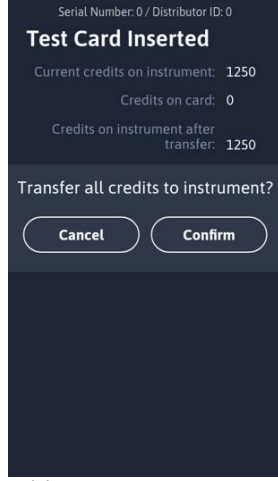 Serial Number: 0 / Distributor ID: 0
Test Card Inserted
Current credits on instrument: 1250
Credits on card: 0
Credits on instrument after
transfer: 1250
Transfer all credits to instrument?
Cancel Confirm